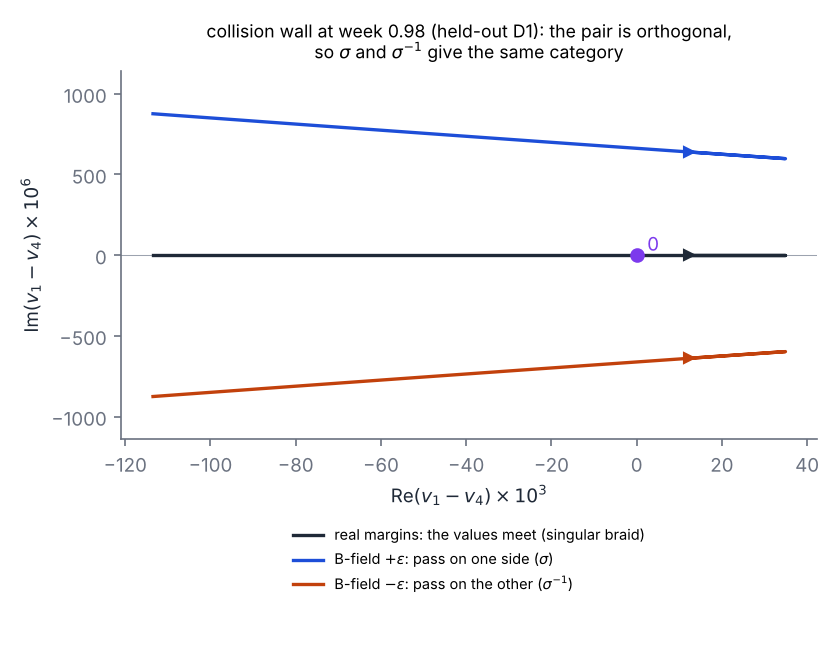 collision wall at week 0.98 (held-out D1): the pair is orthogonal,
so σ and σ⁻¹ give the same category
Im(v₁ − v₄) × 10⁶
1000
500
0
−500
−1000
0
−120 −100 −80 −60 −40 −20 0 20 40
Re(v₁ − v₄) × 10³
real margins: the values meet (singular braid)
B-field +ε: pass on one side (σ)
B-field −ε: pass on the other (σ⁻¹)